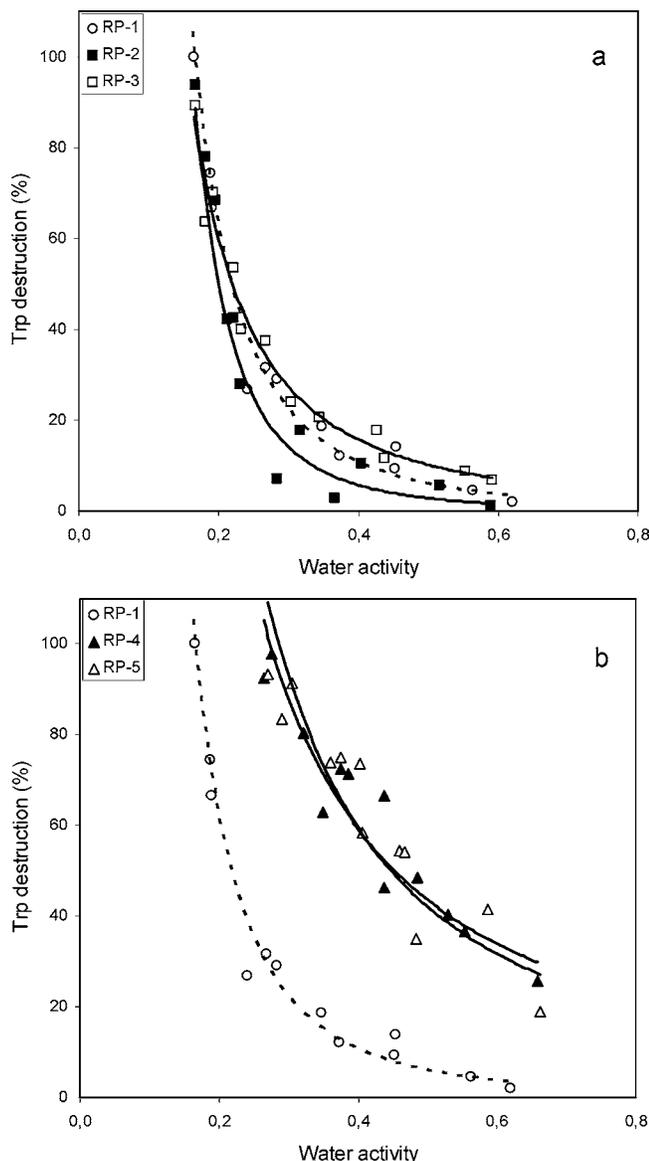 RP-1
RP-2
RP-3
a
100
80
60
40
20
0
Trp destruction (%)
0,0 0,2 0,4 0,6 0,8
Water activity
RP-1
RP-4
RP-5
b
100
80
60
40
20
0
Trp destruction (%)
0,0 0,2 0,4 0,6 0,8
Water activity